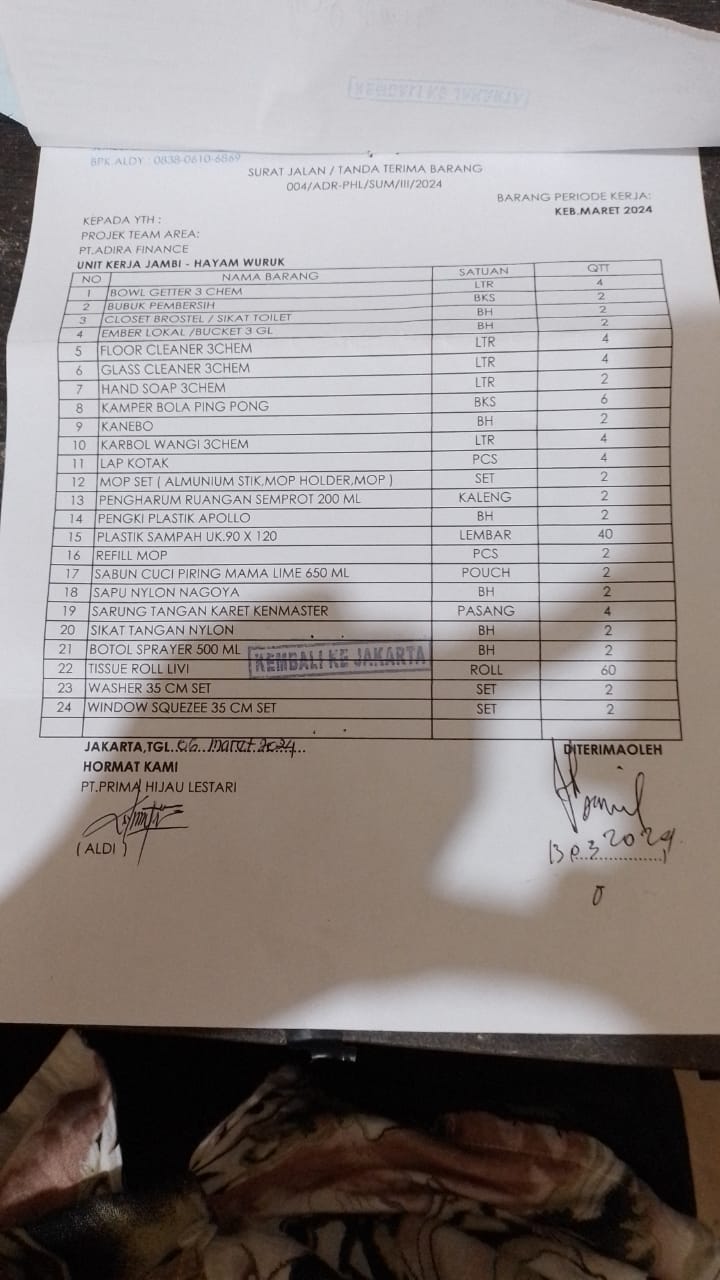 KEMBALI KE JAKARTA
BPK.ALDY : 0838-0610-6869
SURAT JALAN / TANDA TERIMA BARANG
004/ADR-PHL/SUM/III/2024
BARANG PERIODE KERJA:
KEB.MARET 2024
KEPADA YTH :
PROJEK TEAM AREA:
PT.ADIRA FINANCE
UNIT KERJA JAMBI - HAYAM WURUK
NO NAMA BARANG SATUAN QTT
1 BOWL GETTER 3 CHEM LTR 4
2 BUBUK PEMBERSIH BKS 2
3 CLOSET BROSTEL / SIKAT TOILET BH 2
4 EMBER LOKAL /BUCKET 3 GL BH 2
5 FLOOR CLEANER 3CHEM LTR 4
6 GLASS CLEANER 3CHEM LTR 4
7 HAND SOAP 3CHEM LTR 2
8 KAMPER BOLA PING PONG BKS 6
9 KANEBO BH 2
10 KARBOL WANGI 3CHEM LTR 4
11 LAP KOTAK PCS 4
12 MOP SET ( ALMUNIUM STIK,MOP HOLDER,MOP ) SET 2
13 PENGHARUM RUANGAN SEMPROT 200 ML KALENG 2
14 PENGKI PLASTIK APOLLO BH 2
15 PLASTIK SAMPAH UK.90 X 120 LEMBAR 40
16 REFILL MOP PCS 2
17 SABUN CUCI PIRING MAMA LIME 650 ML POUCH 2
18 SAPU NYLON NAGOYA BH 2
19 SARUNG TANGAN KARET KENMASTER PASANG 4
20 SIKAT TANGAN NYLON BH 2
21 BOTOL SPRAYER 500 ML BH 2
KEMBALI KE JAKARTA
22 TISSUE ROLL LIVI ROLL 60
23 WASHER 35 CM SET SET 2
24 WINDOW SQUEZEE 35 CM SET SET 2
JAKARTA,TGL..06..Maret.2024...
DITERIMAOLEH
HORMAT KAMI
PT.PRIMA HIJAU LESTARI
( ALDI )